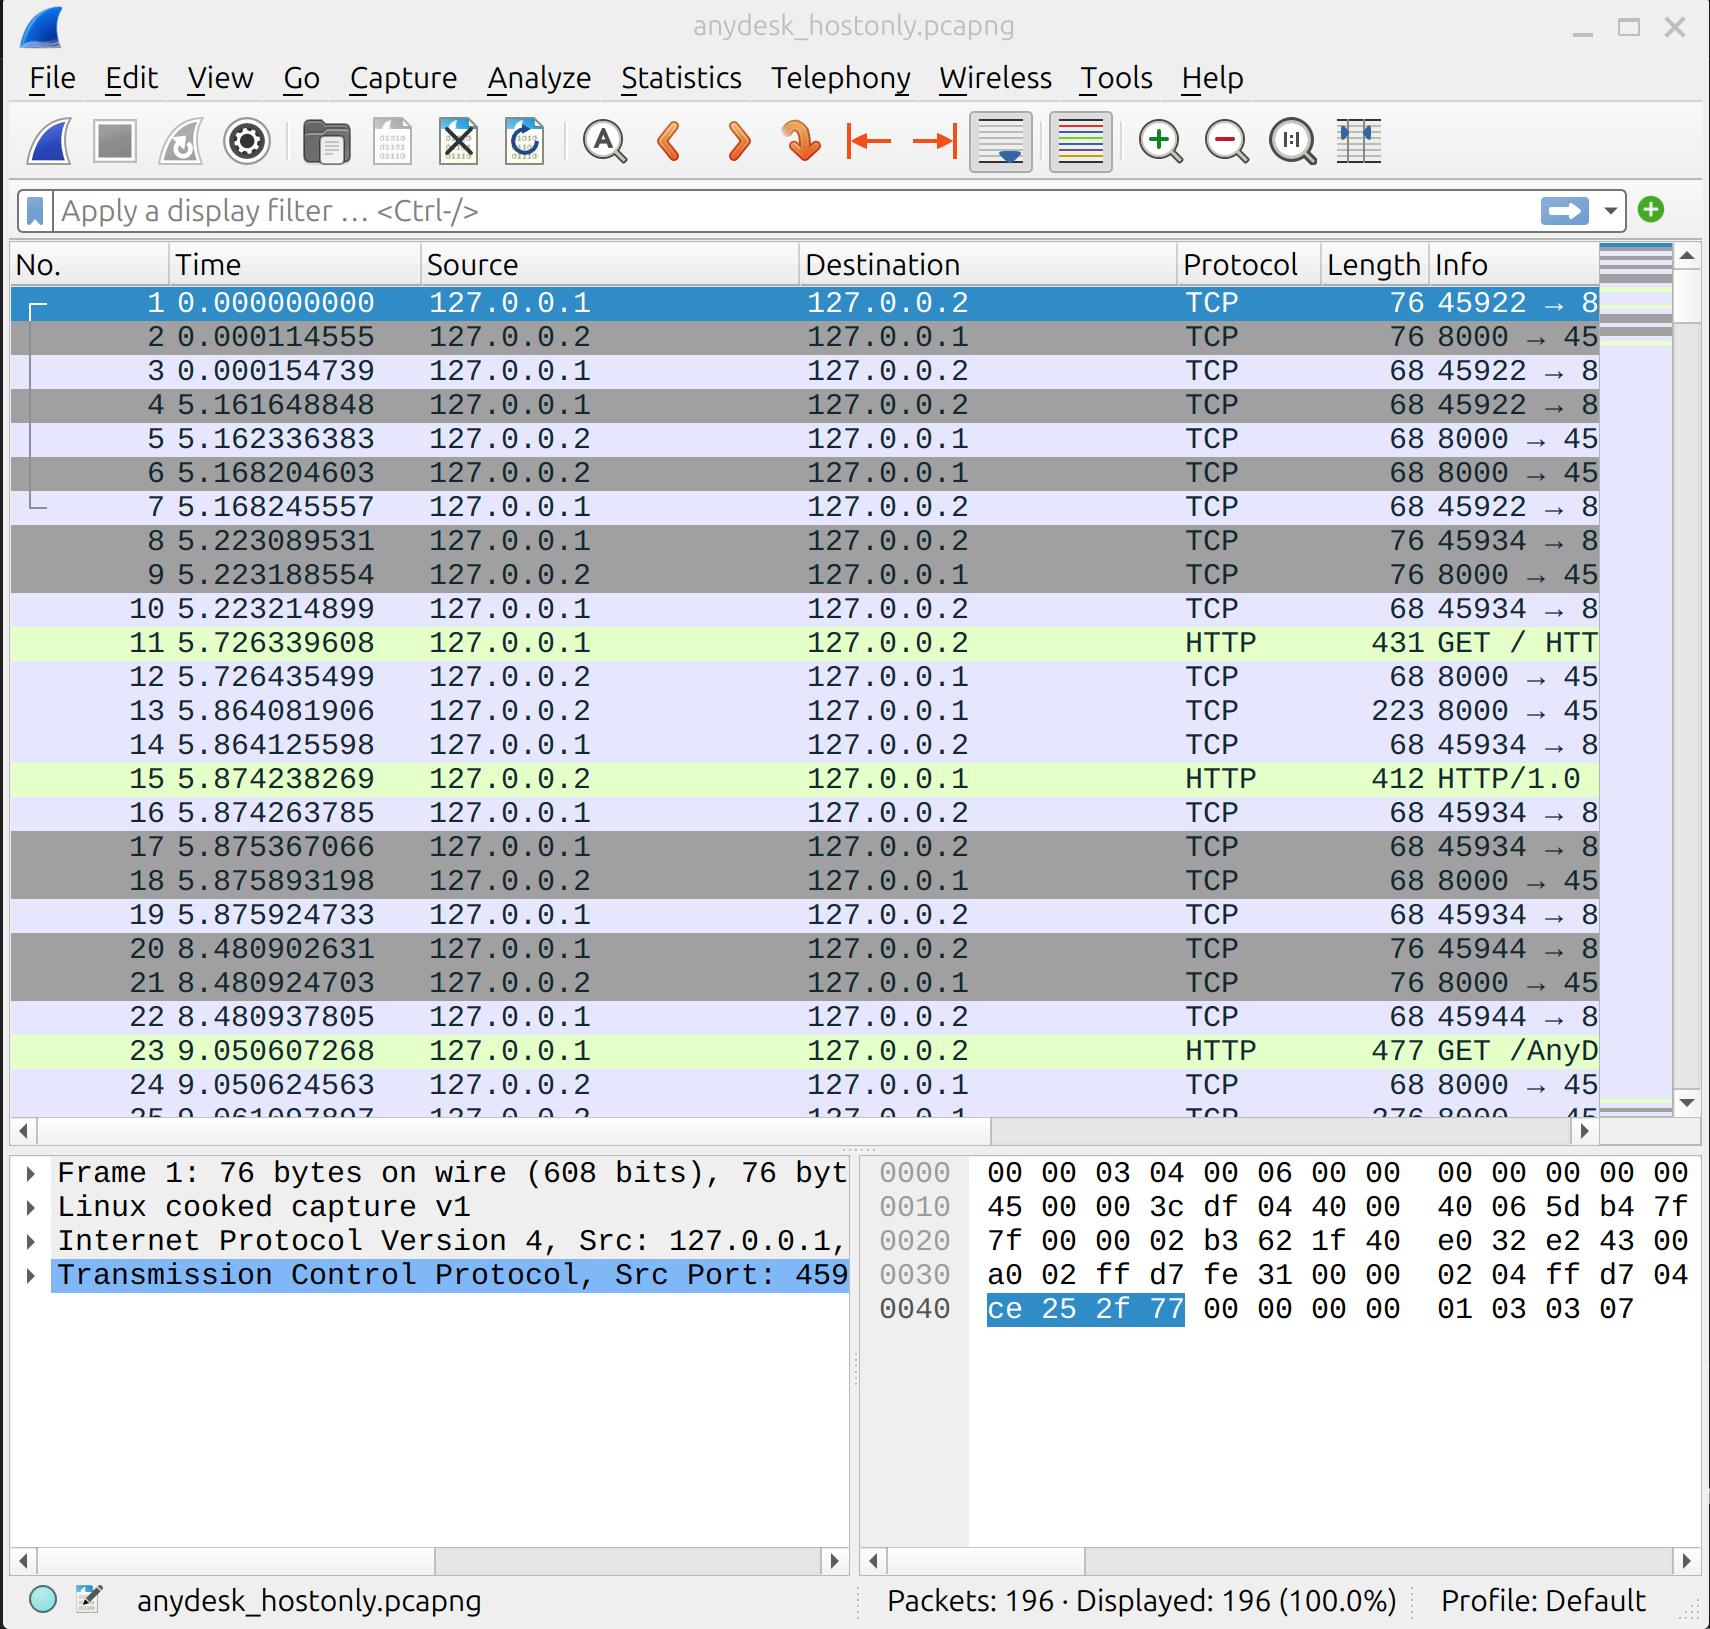 anydesk_hostonly.pcapng
File Edit View Go Capture Analyze Statistics Telephony Wireless Tools Help
Apply a display filter … <Ctrl-/>
No. Time Source Destination Protocol Length Info
1 0.000000000 127.0.0.1 127.0.0.2 TCP 76 45922 → 8
2 0.000114555 127.0.0.2 127.0.0.1 TCP 76 8000 → 45
3 0.000154739 127.0.0.1 127.0.0.2 TCP 68 45922 → 8
4 5.161648848 127.0.0.1 127.0.0.2 TCP 68 45922 → 8
5 5.162336383 127.0.0.2 127.0.0.1 TCP 68 8000 → 45
6 5.168204603 127.0.0.2 127.0.0.1 TCP 68 8000 → 45
7 5.168245557 127.0.0.1 127.0.0.2 TCP 68 45922 → 8
8 5.223089531 127.0.0.1 127.0.0.2 TCP 76 45934 → 8
9 5.223188554 127.0.0.2 127.0.0.1 TCP 76 8000 → 45
10 5.223214899 127.0.0.1 127.0.0.2 TCP 68 45934 → 8
11 5.726339608 127.0.0.1 127.0.0.2 HTTP 431 GET / HTT
12 5.726435499 127.0.0.2 127.0.0.1 TCP 68 8000 → 45
13 5.864081906 127.0.0.2 127.0.0.1 TCP 223 8000 → 45
14 5.864125598 127.0.0.1 127.0.0.2 TCP 68 45934 → 8
15 5.874238269 127.0.0.2 127.0.0.1 HTTP 412 HTTP/1.0
16 5.874263785 127.0.0.1 127.0.0.2 TCP 68 45934 → 8
17 5.875367066 127.0.0.1 127.0.0.2 TCP 68 45934 → 8
18 5.875893198 127.0.0.2 127.0.0.1 TCP 68 8000 → 45
19 5.875924733 127.0.0.1 127.0.0.2 TCP 68 45934 → 8
20 8.480902631 127.0.0.1 127.0.0.2 TCP 76 45944 → 8
21 8.480924703 127.0.0.2 127.0.0.1 TCP 76 8000 → 45
22 8.480937805 127.0.0.1 127.0.0.2 TCP 68 45944 → 8
23 9.050607268 127.0.0.1 127.0.0.2 HTTP 477 GET /AnyD
24 9.050624563 127.0.0.2 127.0.0.1 TCP 68 8000 → 45
Frame 1: 76 bytes on wire (608 bits), 76 byt
Linux cooked capture v1
Internet Protocol Version 4, Src: 127.0.0.1,
Transmission Control Protocol, Src Port: 459
0000 00 00 03 04 00 06 00 00 00 00 00 00 00
0010 45 00 00 3c df 04 40 00 40 06 5d b4 7f
0020 7f 00 00 02 b3 62 1f 40 e0 32 e2 43 00
0030 a0 02 ff d7 fe 31 00 00 02 04 ff d7 04
0040 ce 25 2f 77 00 00 00 00 01 03 03 07
anydesk_hostonly.pcapng
Packets: 196 · Displayed: 196 (100.0%)
Profile: Default